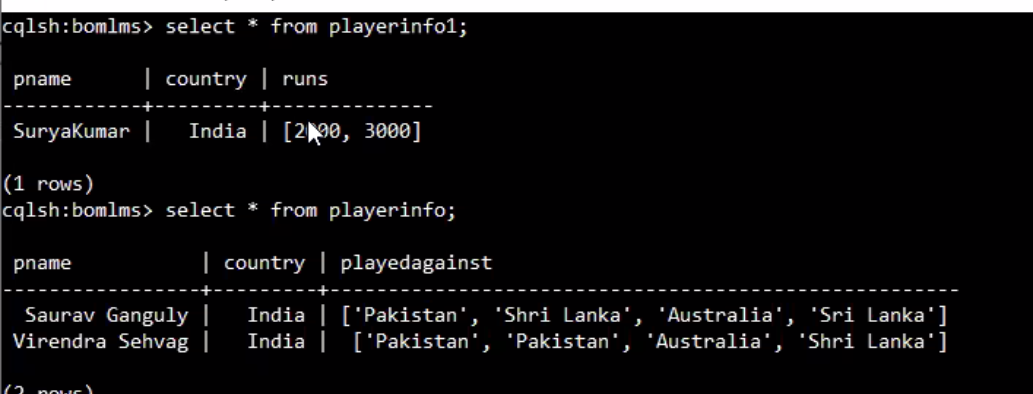 cqlsh:bomlms> select * from playerinfo1;
pname | country | runs
------------+---------+--------------
SuryaKumar | India | [2000, 3000]
(1 rows)
cqlsh:bomlms> select * from playerinfo;
pname | country | playedagainst
-----------------+---------+------------------------------------------------------
Saurav Ganguly | India | ['Pakistan', 'Shri Lanka', 'Australia', 'Sri Lanka']
Virendra Sehvag | India | ['Pakistan', 'Pakistan', 'Australia', 'Shri Lanka']
(2 rows)